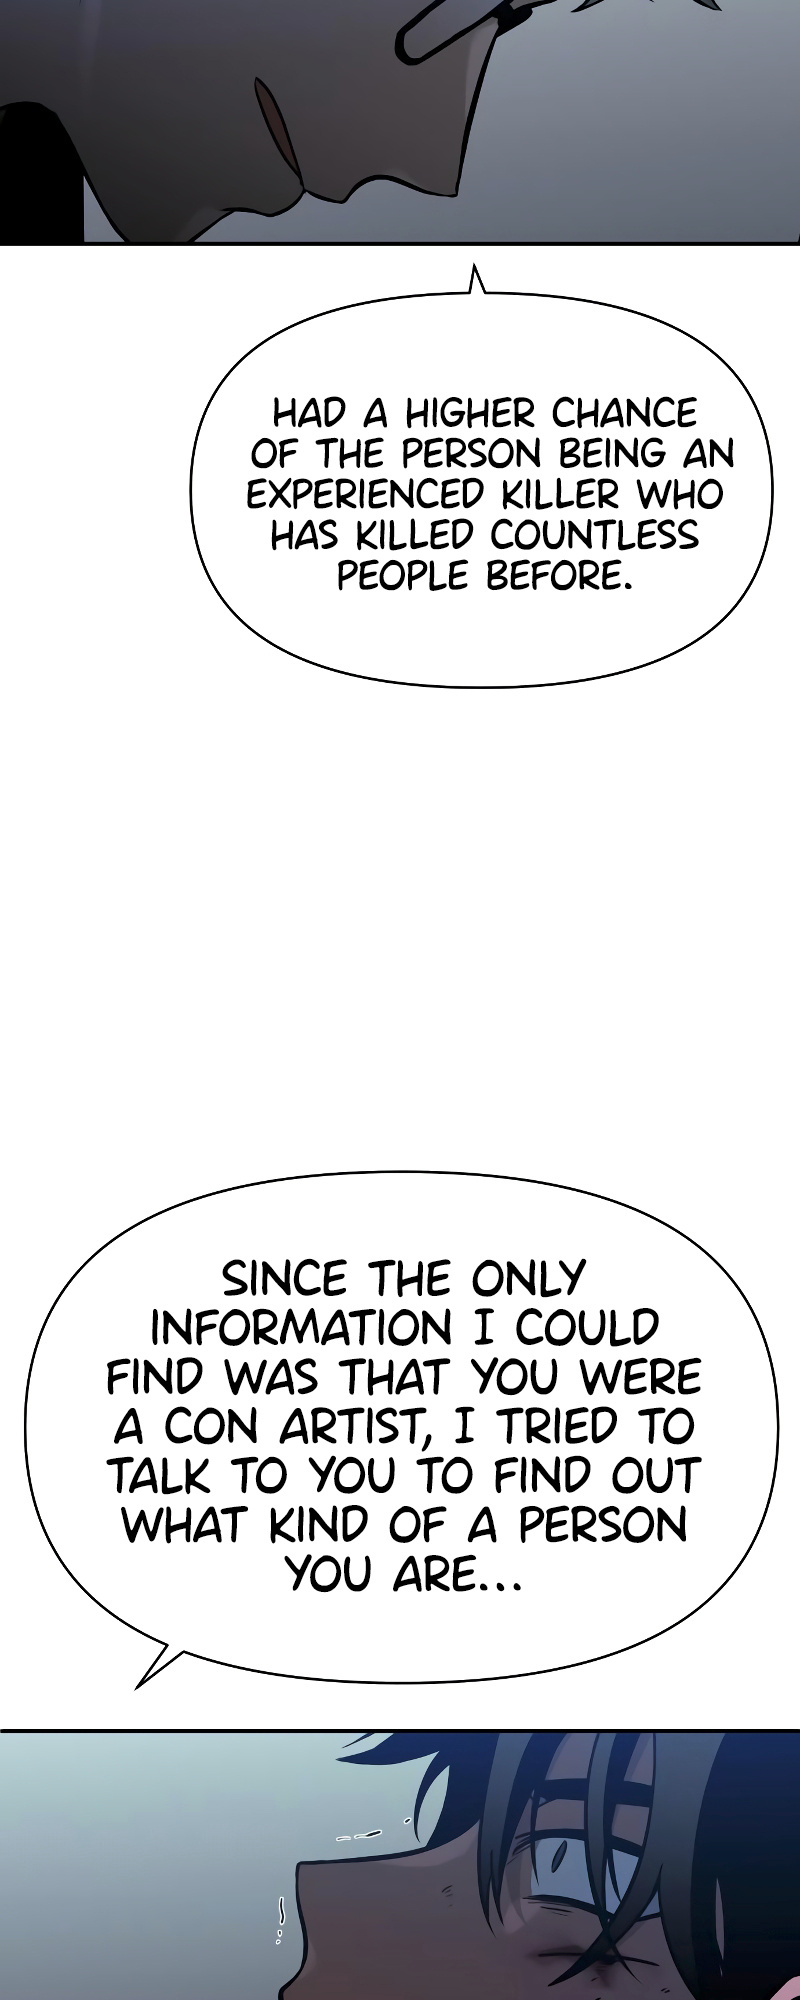 HAD A HIGHER CHANCE
OF THE PERSON BEING AN
EXPERIENCED KILLER WHO
HAS KILLED COUNTLESS
PEOPLE BEFORE.
SINCE THE ONLY
INFORMATION I COULD
FIND WAS THAT YOU WERE
A CON ARTIST, I TRIED TO
TALK TO YOU TO FIND OUT
WHAT KIND OF A PERSON
YOU ARE...